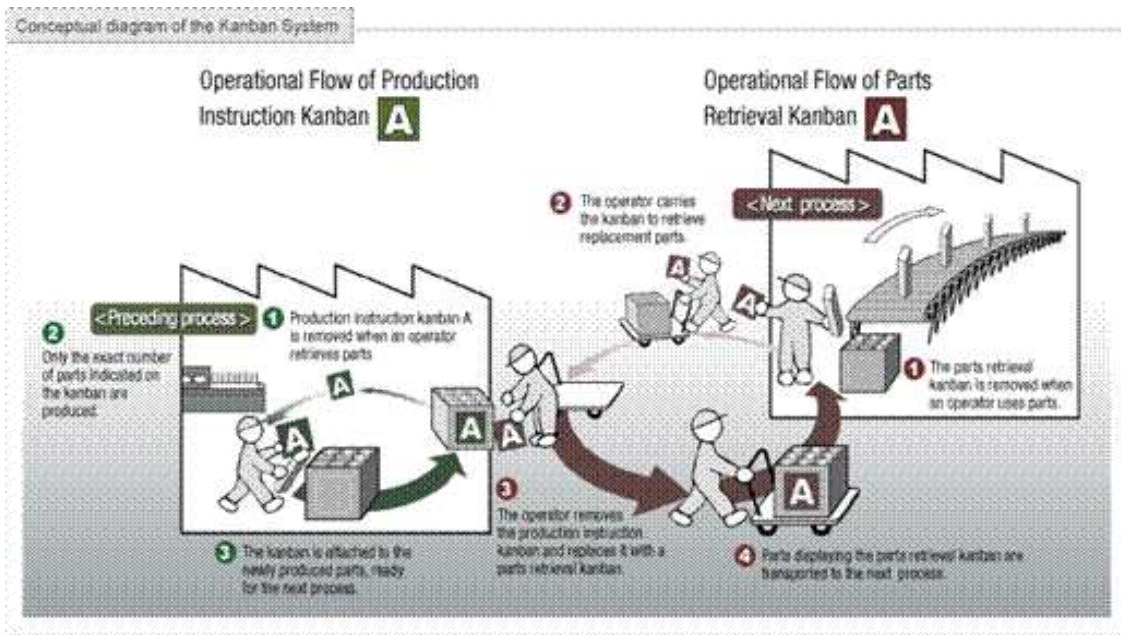 Conceptual diagram of the Kanban System
Operational Flow of Production
Instruction Kanban A
Operational Flow of Parts
Retrieval Kanban A
2 The operator carries
the kanban to retrieve
replacement parts.
<Next process>
A
A
<Preceding process>
1 Production instruction kanban A
is removed when an operator
retrieves parts
2
Only the exact number
of parts indicated on
the kanban are
produced.
1 The parts retrieval
kanban is removed when
an operator uses parts.
A
A
A
A
A
3
The operator removes
the production instruction
kanban and replaces it with a
parts retrieval kanban.
3 The kanban is attached to the
newly produced parts, ready
for the next process.
4 Parts displaying the parts retrieval kanban are
transported to the next process.